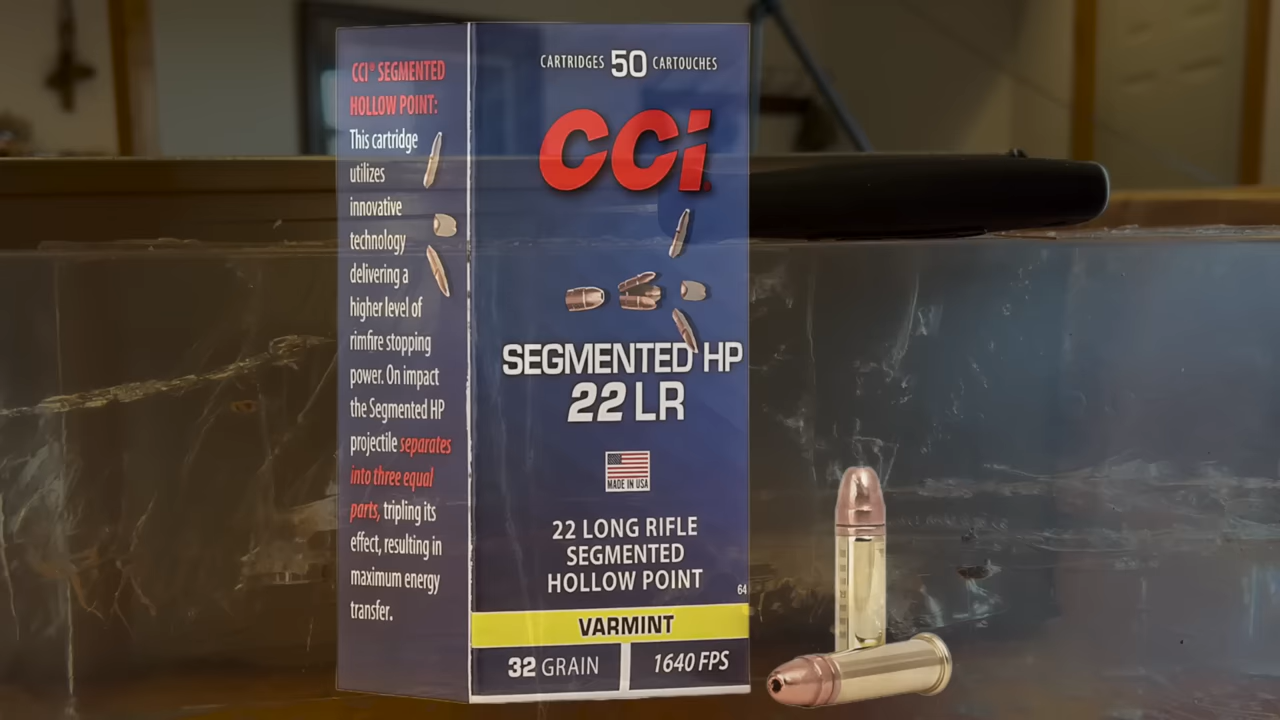 CCI® SEGMENTED
HOLLOW POINT:
This cartridge
utilizes
innovative
technology
delivering a
higher level of
rimfire stopping
power. On impact
the Segmented HP
projectile separates
into three equal
parts, tripling its
effect, resulting in
maximum energy
transfer.
CARTRIDGES 50 CARTOUCHES
CCI
SEGMENTED HP
22 LR
MADE IN USA
22 LONG RIFLE
SEGMENTED
HOLLOW POINT
64
VARMINT
32 GRAIN
1640 FPS